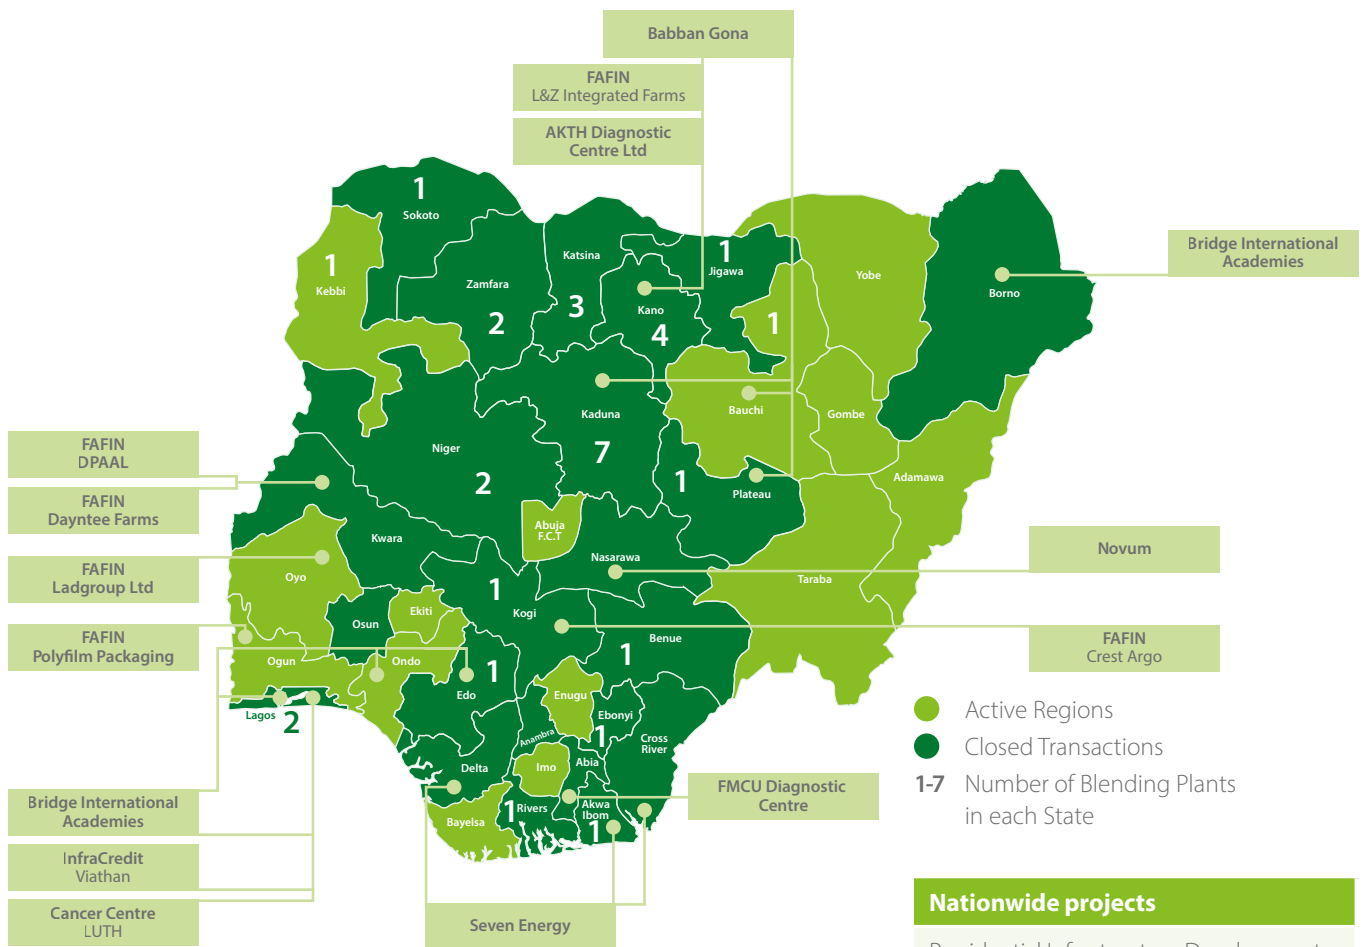 Babban Gona
FAFIN
L&Z Integrated Farms
AKTH Diagnostic
Centre Ltd
Bridge International
Academies
1
Sokoto
1
Kebbi
Zamfara
2
Katsina
3
Kano
4
1
Jigawa
1
Yobe
Borno
Bauchi
Gombe
Adamawa
Kaduna
7
Niger
2
1
Plateau
Abuja
F.C.T
Nasarawa
Taraba
Kwara
Oyo
Osun
Ekiti
Ogun
Ondo
1
Kogi
1
Benue
1
Edo
Lagos
2
Enugu
Ebonyi
1
Anambra
Cross
River
Imo
Abia
Delta
Bayelsa
1
Rivers
Akwa
Ibom
1
FAFIN
DPAAL
FAFIN
Dayntee Farms
FAFIN
Ladgroup Ltd
FAFIN
Polyfilm Packaging
Bridge International
Academies
InfraCredit
Viathan
Cancer Centre
LUTH
Seven Energy
FMCU Diagnostic
Centre
Novum
FAFIN
Crest Argo
Active Regions
Closed Transactions
1-7 Number of Blending Plants
in each State
Nationwide projects